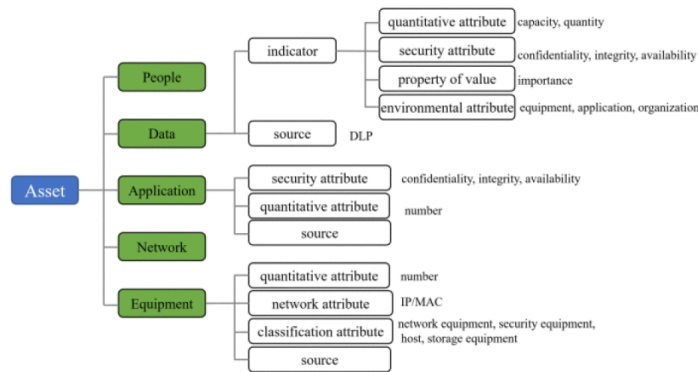 quantitative attribute capacity, quantity
indicator security attribute confidentiality, integrity, availability
People property of value importance
environmental attribute equipment, application, organization
Data source DLP
Asset Application security attribute confidentiality, integrity, availability
quantitative attribute number
source
Network
quantitative attribute number
Equipment network attribute IP/MAC
classification attribute network equipment, security equipment,
host, storage equipment
source